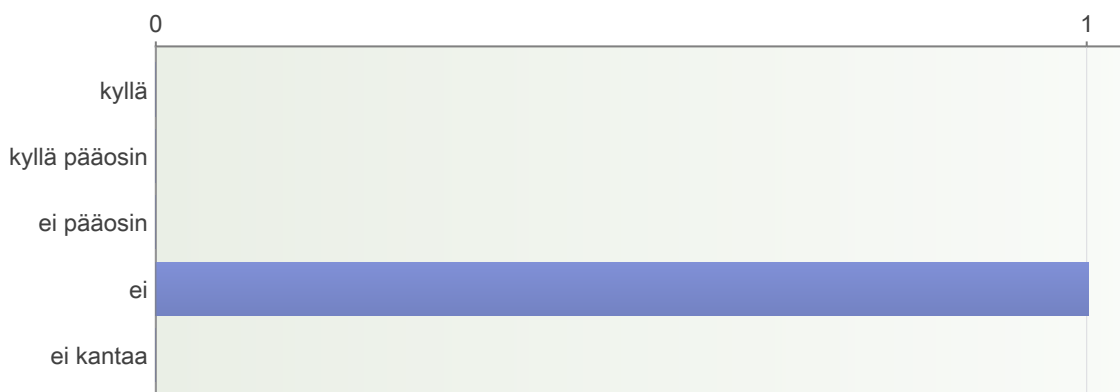 0 1
kyllä
kyllä pääosin
ei pääosin
ei
ei kantaa